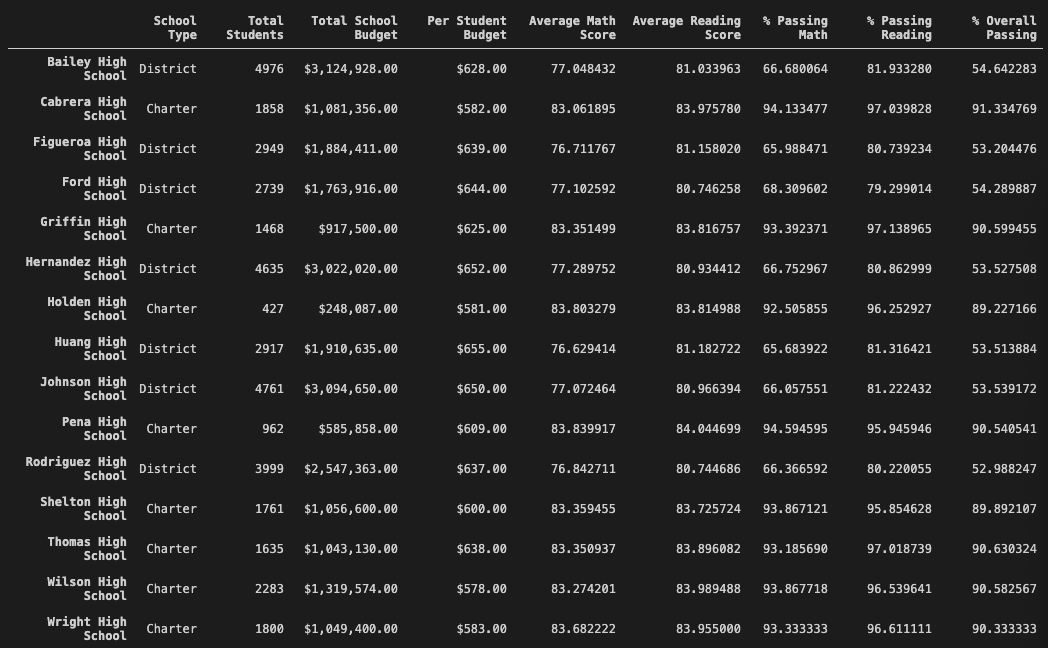 School Total Total School Per Student Average Math Average Reading % Passing % Passing % Overall
Type Students Budget Budget Score Score Math Reading Passing
Bailey High
School District 4976 $3,124,928.00 $628.00 77.048432 81.033963 66.680064 81.933280 54.642283
Cabrera High
School Charter 1858 $1,081,356.00 $582.00 83.061895 83.975780 94.133477 97.039828 91.334769
Figueroa High
School District 2949 $1,884,411.00 $639.00 76.711767 81.158020 65.988471 80.739234 53.204476
Ford High
School District 2739 $1,763,916.00 $644.00 77.102592 80.746258 68.309602 79.299014 54.289887
Griffin High
School Charter 1468 $917,500.00 $625.00 83.351499 83.816757 93.392371 97.138965 90.599455
Hernandez High
School District 4635 $3,022,020.00 $652.00 77.289752 80.934412 66.752967 80.862999 53.527508
Holden High
School Charter 427 $248,087.00 $581.00 83.803279 83.814988 92.505855 96.252927 89.227166
Huang High
School District 2917 $1,910,635.00 $655.00 76.629414 81.182722 65.683922 81.316421 53.513884
Johnson High
School District 4761 $3,094,650.00 $650.00 77.072464 80.966394 66.057551 81.222432 53.539172
Pena High
School Charter 962 $585,858.00 $609.00 83.839917 84.044699 94.594595 95.945946 90.540541
Rodriguez High
School District 3999 $2,547,363.00 $637.00 76.842711 80.744686 66.366592 80.220055 52.988247
Shelton High
School Charter 1761 $1,056,600.00 $600.00 83.359455 83.725724 93.867121 95.854628 89.892107
Thomas High
School Charter 1635 $1,043,130.00 $638.00 83.350937 83.896082 93.185690 97.018739 90.630324
Wilson High
School Charter 2283 $1,319,574.00 $578.00 83.274201 83.989488 93.867718 96.539641 90.582567
Wright High
School Charter 1800 $1,049,400.00 $583.00 83.682222 83.955000 93.333333 96.611111 90.333333